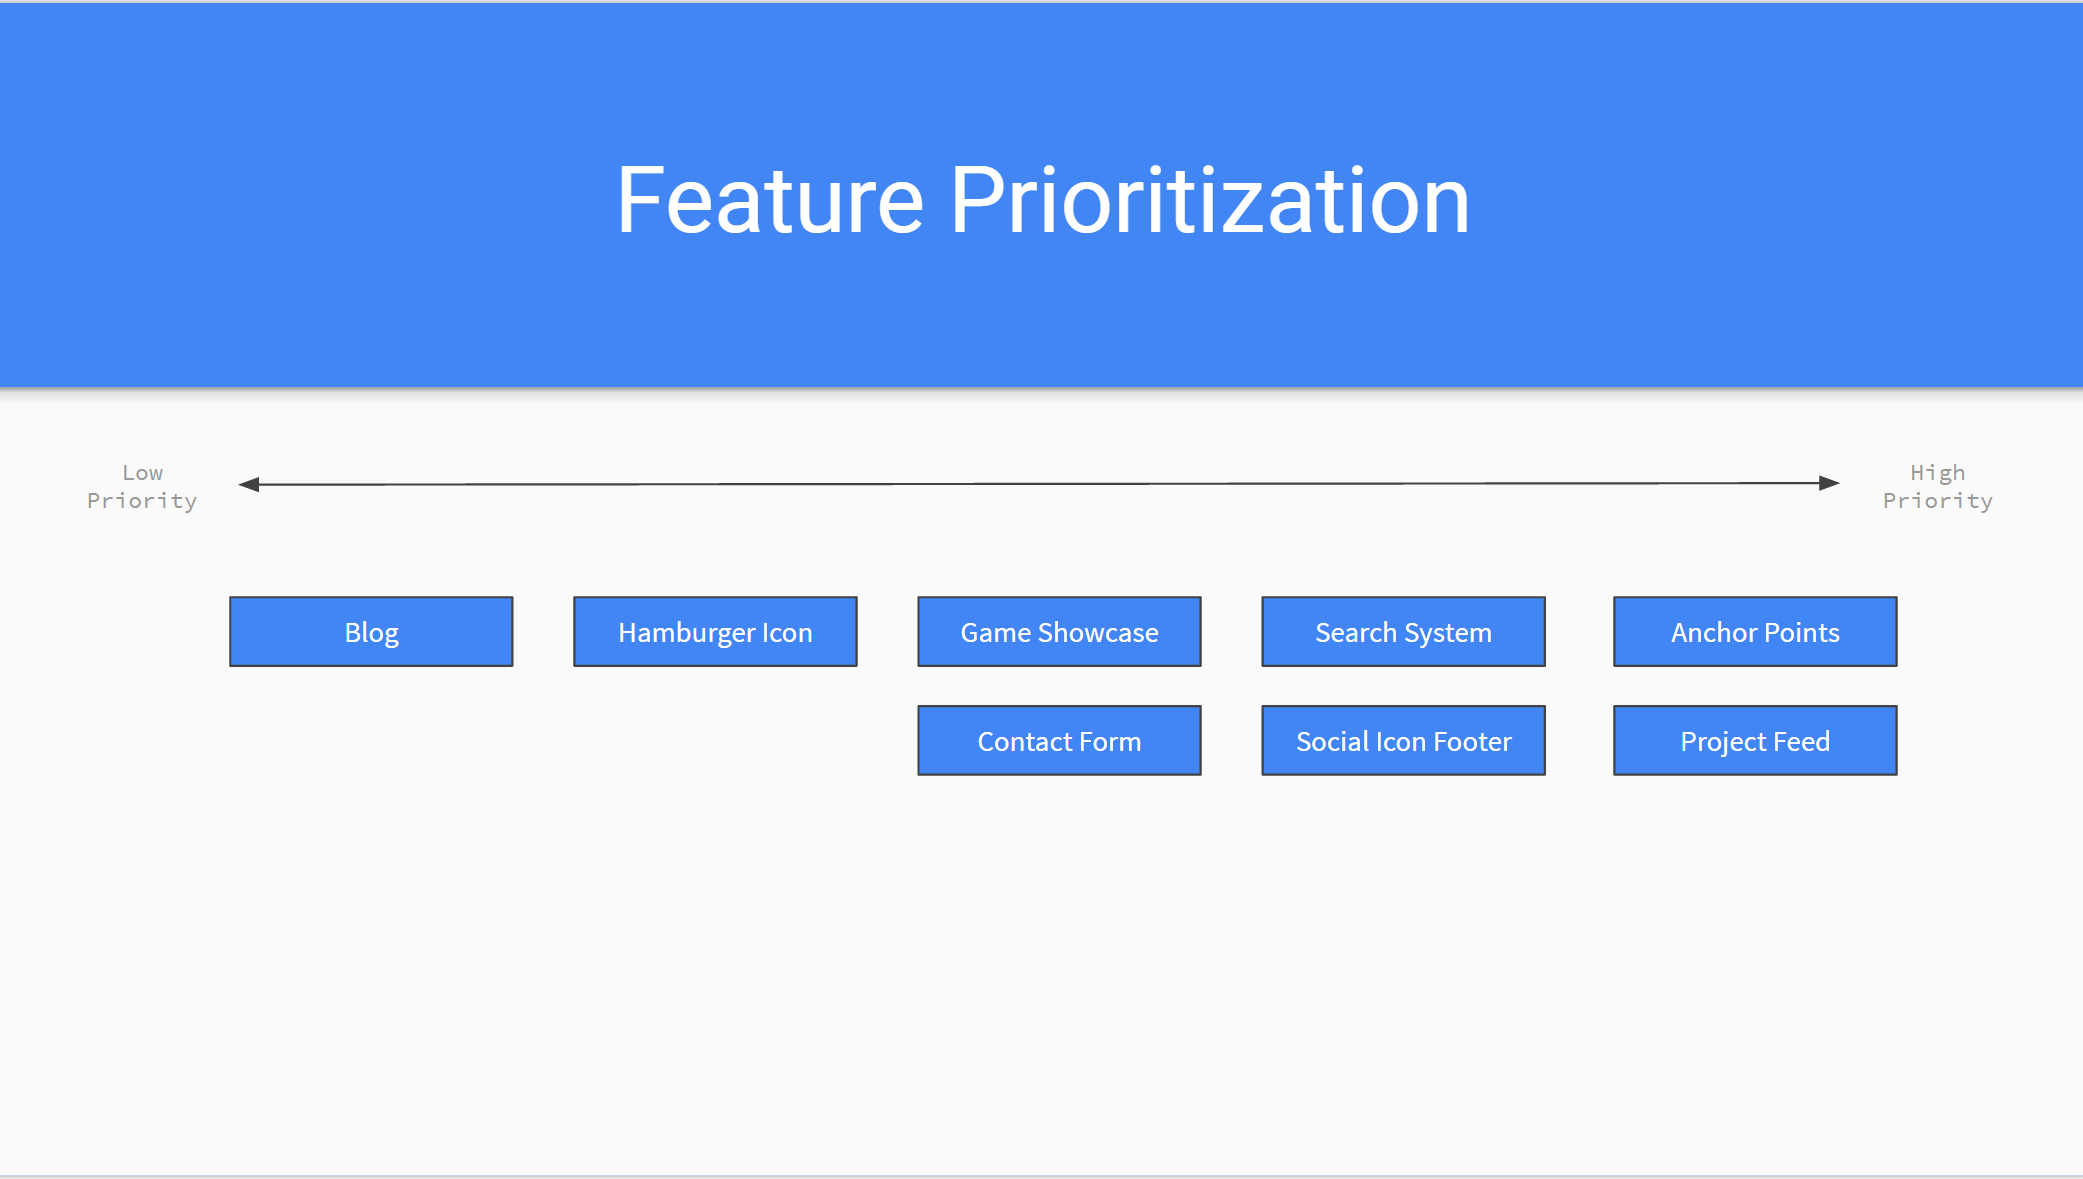 Feature Prioritization
Low
Priority
High
Priority
Blog
Hamburger Icon
Game Showcase
Search System
Anchor Points
Contact Form
Social Icon Footer
Project Feed